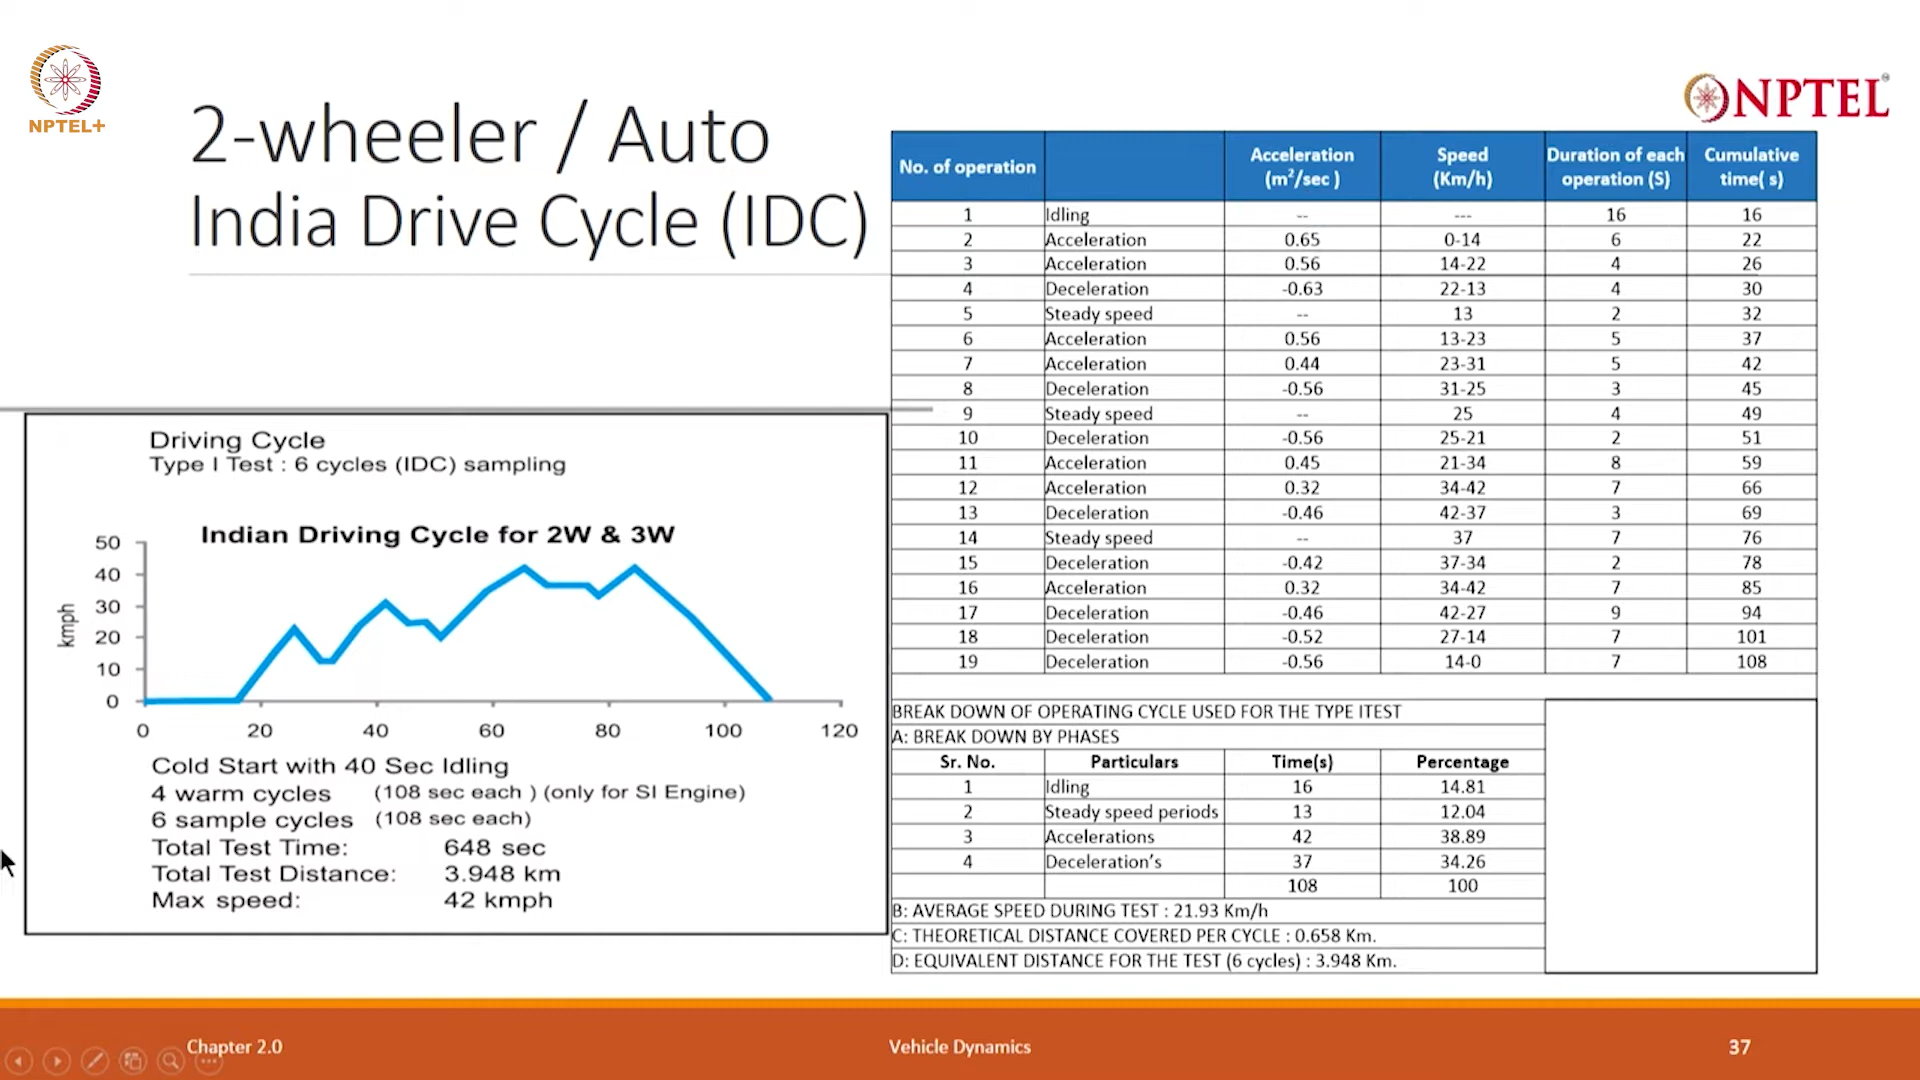 NPTEL+
NPTEL
2-wheeler / Auto
India Drive Cycle (IDC)
No. of operation Acceleration (m²/sec ) Speed (Km/h) Duration of each operation (S) Cumulative time( s)
1 Idling -- --- 16 16
2 Acceleration 0.65 0-14 6 22
3 Acceleration 0.56 14-22 4 26
4 Deceleration -0.63 22-13 4 30
5 Steady speed -- 13 2 32
6 Acceleration 0.56 13-23 5 37
7 Acceleration 0.44 23-31 5 42
8 Deceleration -0.56 31-25 3 45
9 Steady speed -- 25 4 49
10 Deceleration -0.56 25-21 2 51
11 Acceleration 0.45 21-34 8 59
12 Acceleration 0.32 34-42 7 66
13 Deceleration -0.46 42-37 3 69
14 Steady speed -- 37 7 76
15 Deceleration -0.42 37-34 2 78
16 Acceleration 0.32 34-42 7 85
17 Deceleration -0.46 42-27 9 94
18 Deceleration -0.52 27-14 7 101
19 Deceleration -0.56 14-0 7 108
BREAK DOWN OF OPERATING CYCLE USED FOR THE TYPE ITEST
A: BREAK DOWN BY PHASES
Sr. No. Particulars Time(s) Percentage
1 Idling 16 14.81
2 Steady speed periods 13 12.04
3 Accelerations 42 38.89
4 Deceleration’s 37 34.26
108 100
B: AVERAGE SPEED DURING TEST : 21.93 Km/h
C: THEORETICAL DISTANCE COVERED PER CYCLE : 0.658 Km.
D: EQUIVALENT DISTANCE FOR THE TEST (6 cycles) : 3.948 Km.
Driving Cycle
Type I Test : 6 cycles (IDC) sampling
Indian Driving Cycle for 2W & 3W
kmph
50
40
30
20
10
0
0 20 40 60 80 100 120
Cold Start with 40 Sec Idling
4 warm cycles (108 sec each ) (only for SI Engine)
6 sample cycles (108 sec each)
Total Test Time: 648 sec
Total Test Distance: 3.948 km
Max speed: 42 kmph
Chapter 2.0
Vehicle Dynamics
37